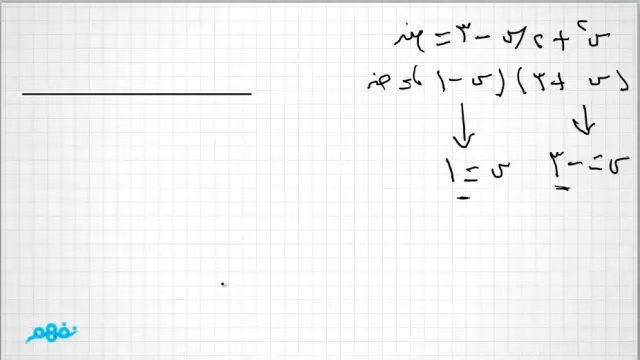 س² + ٢س − ٣ = صفر
(س + ٣) (س − ١) = صفر
س = −٣ س = ١
نفهم